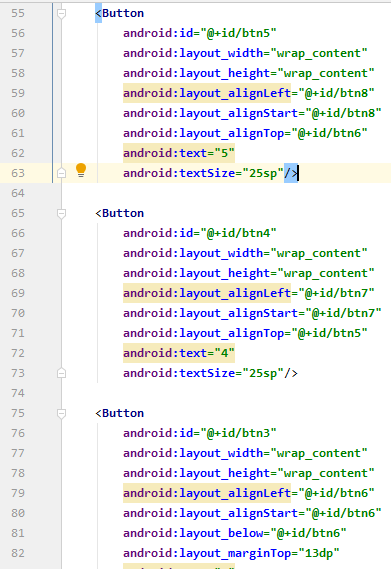 55 <Button
56 android:id="@+id/btn5"
57 android:layout_width="wrap_content"
58 android:layout_height="wrap_content"
59 android:layout_alignLeft="@+id/btn8"
60 android:layout_alignStart="@+id/btn8"
61 android:layout_alignTop="@+id/btn6"
62 android:text="5"
63 android:textSize="25sp"/>
64
65 <Button
66 android:id="@+id/btn4"
67 android:layout_width="wrap_content"
68 android:layout_height="wrap_content"
69 android:layout_alignLeft="@+id/btn7"
70 android:layout_alignStart="@+id/btn7"
71 android:layout_alignTop="@+id/btn5"
72 android:text="4"
73 android:textSize="25sp"/>
74
75 <Button
76 android:id="@+id/btn3"
77 android:layout_width="wrap_content"
78 android:layout_height="wrap_content"
79 android:layout_alignLeft="@+id/btn6"
80 android:layout_alignStart="@+id/btn6"
81 android:layout_below="@+id/btn6"
82 android:layout_marginTop="13dp"